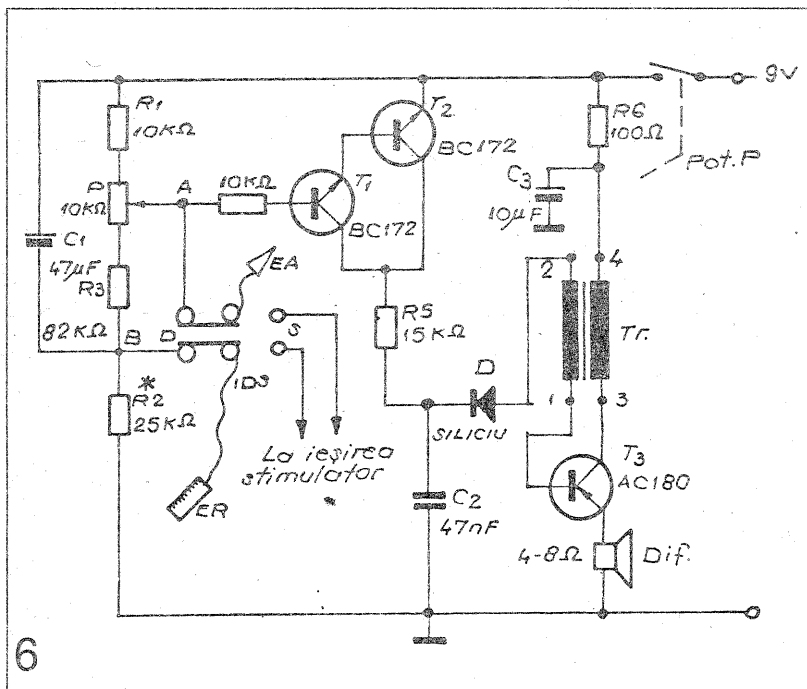 9V
R1
10KΩ
T2
BC172
R6
100Ω
Pot. P
P
10KΩ
A
10KΩ
T1
BC172
C3
10µF
C1
47µF
EA
R3
2
4
82KΩ
B
D
S
R5
15KΩ
Tr.
D
1
3
*
R2
25KΩ
1DS
SILICIU
La ieșirea
stimulator
T3
AC180
ER
C2
47nF
4-8Ω
Dif.
6